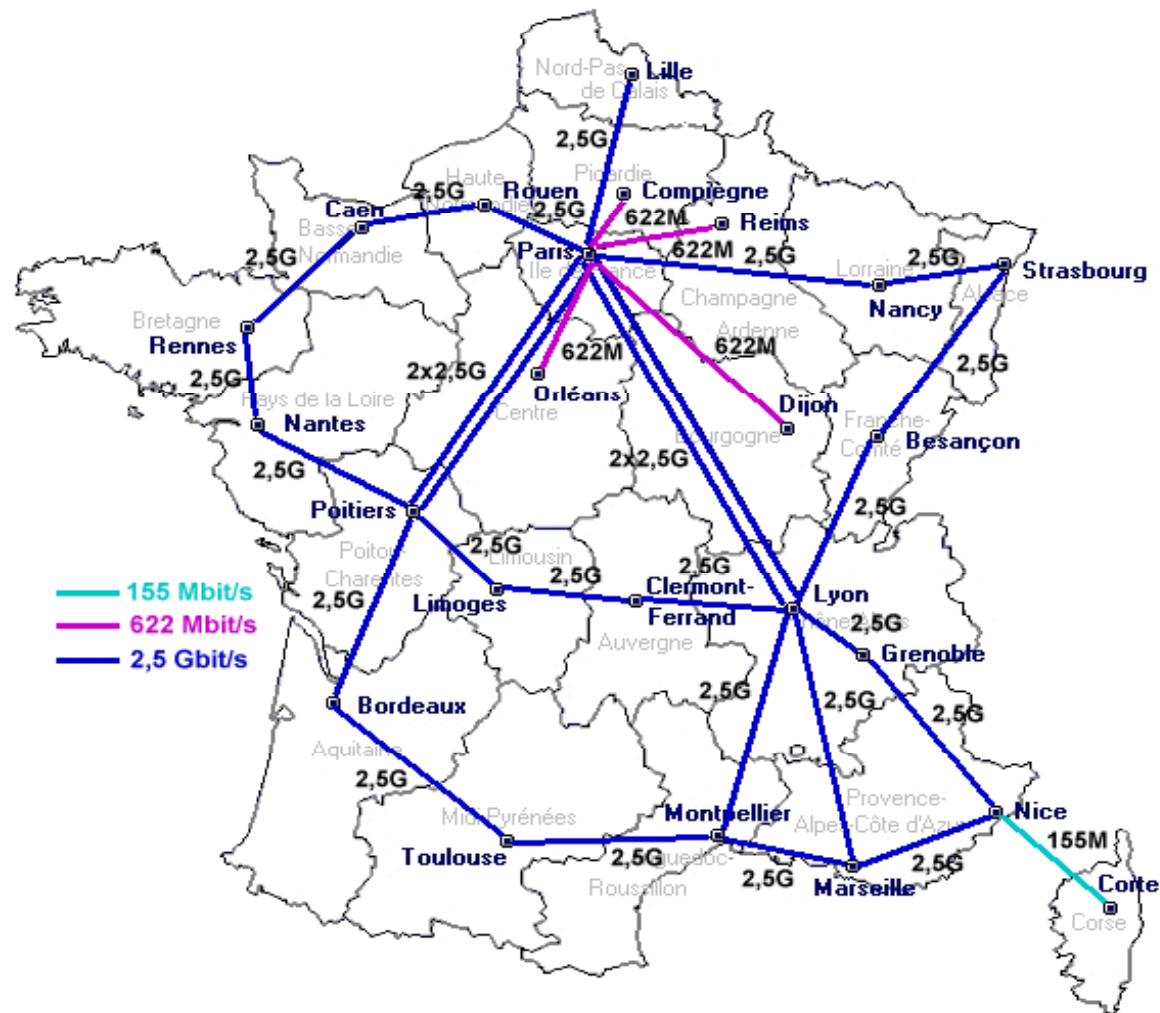 Nord-Pas
de Calais
Lille
2,5G
Picardie
Compiègne
Haute
Normandie
Rouen
2,5G
2,5G
Caen
Basse
Normandie
622M
Reims
622M
Paris
Ile de France
2,5G
Lorraine
2,5G
Strasbourg
Alsace
Nancy
2,5G
Champagne
Ardenne
Bretagne
Rennes
622M
622M
2,5G
2x2,5G
2,5G
Pays de la Loire
Orléans
Centre
Dijon
Bourgogne
Franche-
Comté
Besançon
Nantes
2,5G
2x2,5G
2,5G
Poitiers
Poitou-
Charentes
2,5G
Limousin
2,5G
2,5G
2,5G
Limoges
Clermont-
Ferrand
Auvergne
Lyon
Rhône-Alpes
2,5G
Grenoble
155 Mbit/s
622 Mbit/s
2,5 Gbit/s
Bordeaux
Aquitaine
2,5G
2,5G
2,5G
2,5G
Midi-Pyrénées
Toulouse
Montpellier
Provence-
Alpes-Côte d'Azur
Nice
155M
2,5G
Languedoc-
Roussillon
2,5G
Marseille
2,5G
Corte
Corse